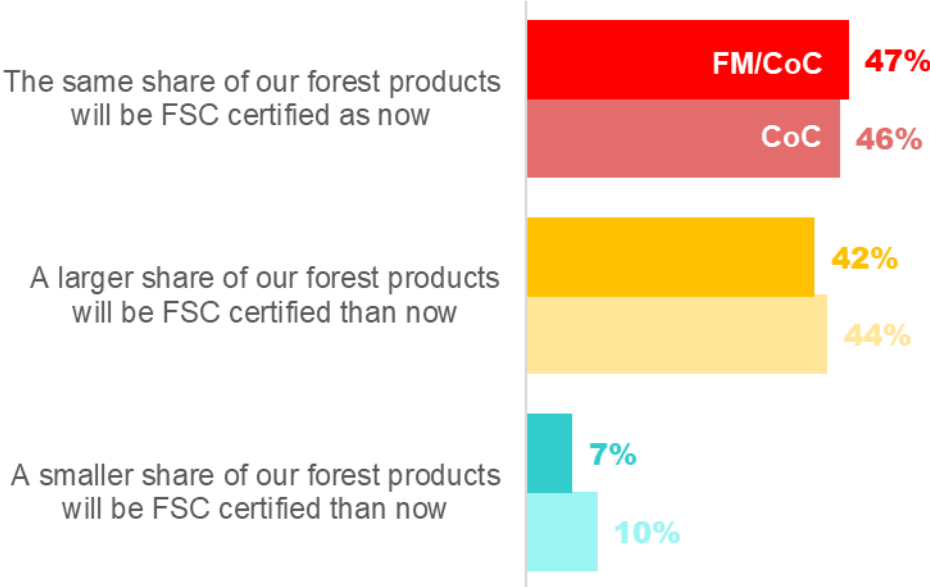 The same share of our forest products
will be FSC certified as now
FM/CoC
47%
CoC
46%
A larger share of our forest products
will be FSC certified than now
42%
44%
A smaller share of our forest products
will be FSC certified than now
7%
10%